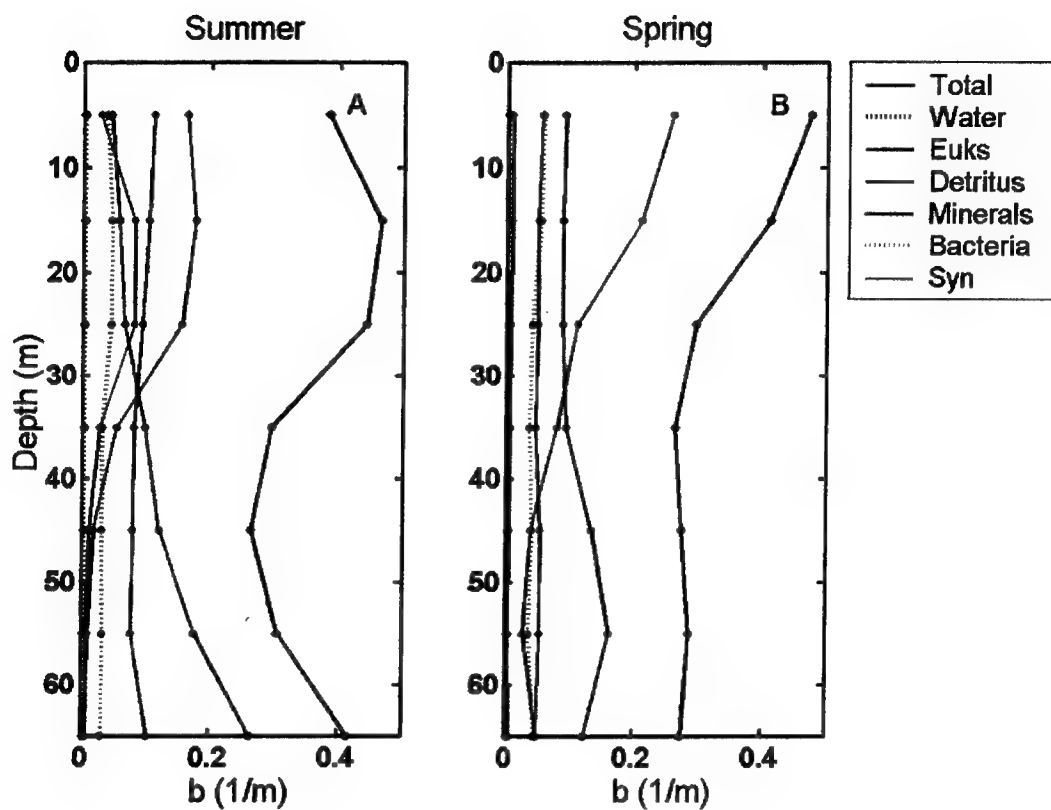 Summer
Spring
A
B
0
10
20
30
40
50
60
Depth (m)
0
0.2
0.4
b (1/m)
0
10
20
30
40
50
60
0
0.2
0.4
b (1/m)
Total
Water
Euks
Detritus
Minerals
Bacteria
Syn